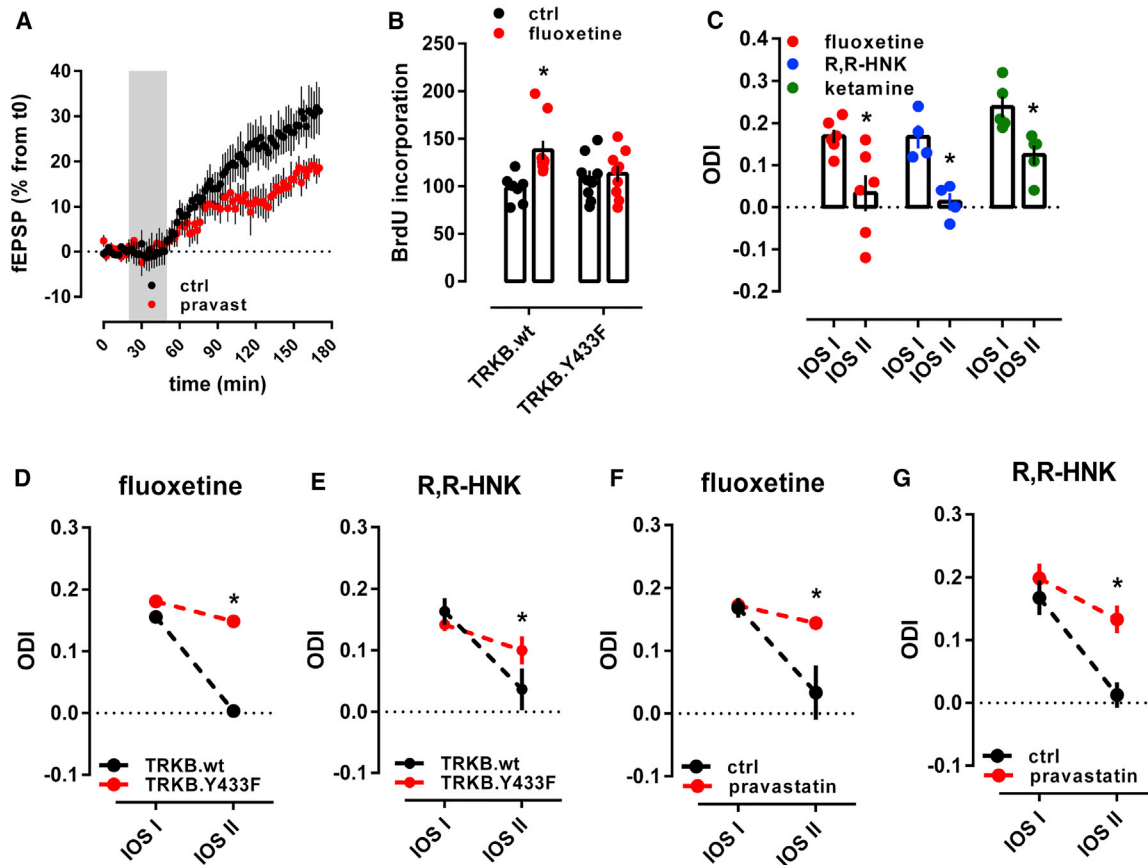 A
fEPSP (% from t0)
40
30
20
10
0
-10
ctrl
pravast
0
30
60
90
120
150
180
time (min)
B
ctrl
fluoxetine
BrdU incorporation
250
200
150
100
50
0
*
TRKB.wt
TRKB.Y433F
C
fluoxetine
R,R-HNK
ketamine
ODI
0.4
0.3
0.2
0.1
0.0
-0.1
-0.2
*
*
*
IOS I
IOS II
IOS I
IOS II
IOS I
IOS II
D
fluoxetine
ODI
0.3
0.2
0.1
0.0
-0.1
*
TRKB.wt
TRKB.Y433F
IOS I
IOS II
E
R,R-HNK
ODI
0.3
0.2
0.1
0.0
-0.1
*
TRKB.wt
TRKB.Y433F
IOS I
IOS II
F
fluoxetine
ODI
0.3
0.2
0.1
0.0
-0.1
*
ctrl
pravastatin
IOS I
IOS II
G
R,R-HNK
ODI
0.3
0.2
0.1
0.0
-0.1
*
ctrl
pravastatin
IOS I
IOS II